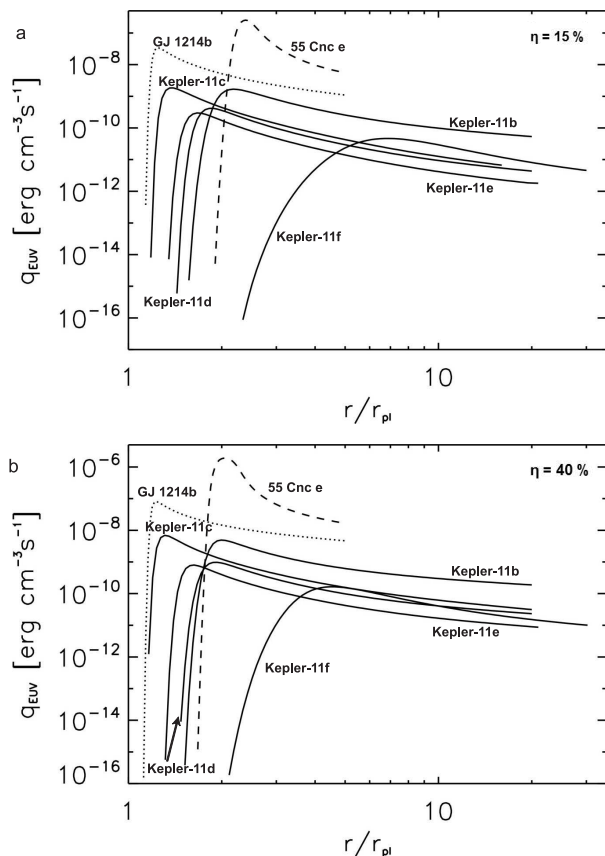 a
GJ 1214b
55 Cnc e
η = 15 %
Kepler-11c
Kepler-11b
Kepler-11e
Kepler-11f
Kepler-11d
10⁻⁸
10⁻¹⁰
10⁻¹²
10⁻¹⁴
10⁻¹⁶
q_EUV [erg cm⁻³s⁻¹]
1
10
r/r_pl
b
GJ 1214b
55 Cnc e
η = 40 %
Kepler-11c
Kepler-11b
Kepler-11e
Kepler-11f
Kepler-11d
10⁻⁶
10⁻⁸
10⁻¹⁰
10⁻¹²
10⁻¹⁴
10⁻¹⁶
q_EUV [erg cm⁻³s⁻¹]
1
10
r/r_pl